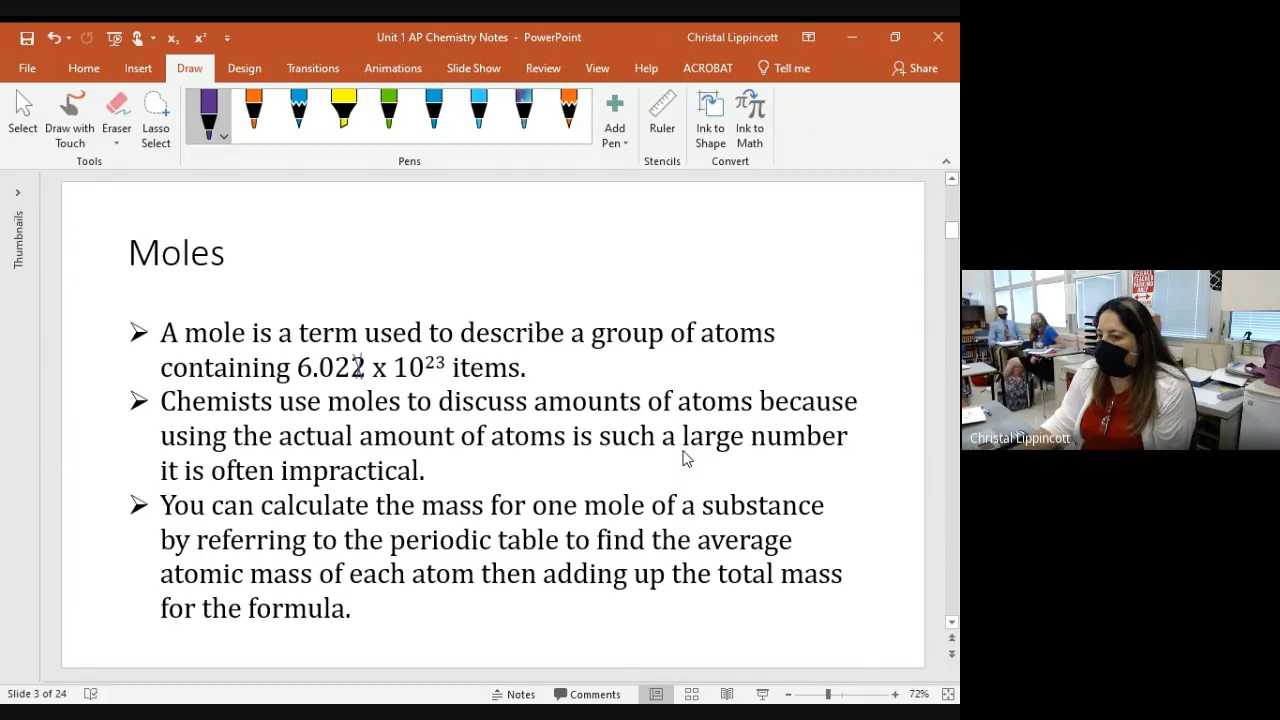 Unit 1 AP Chemistry Notes - PowerPoint
Christal Lippincott
File Home Insert Draw Design Transitions Animations Slide Show Review View Help ACROBAT Tell me Share
Select
Draw with Touch
Eraser
Lasso Select
Add Pen
Ruler
Ink to Shape
Ink to Math
Tools
Pens
Stencils
Convert
Thumbnails
Moles
A mole is a term used to describe a group of atoms
containing 6.022 x 10²³ items.
Chemists use moles to discuss amounts of atoms because
using the actual amount of atoms is such a large number
it is often impractical.
You can calculate the mass for one mole of a substance
by referring to the periodic table to find the average
atomic mass of each atom then adding up the total mass
for the formula.
Christal Lippincott
Slide 3 of 24
Notes
Comments
72%